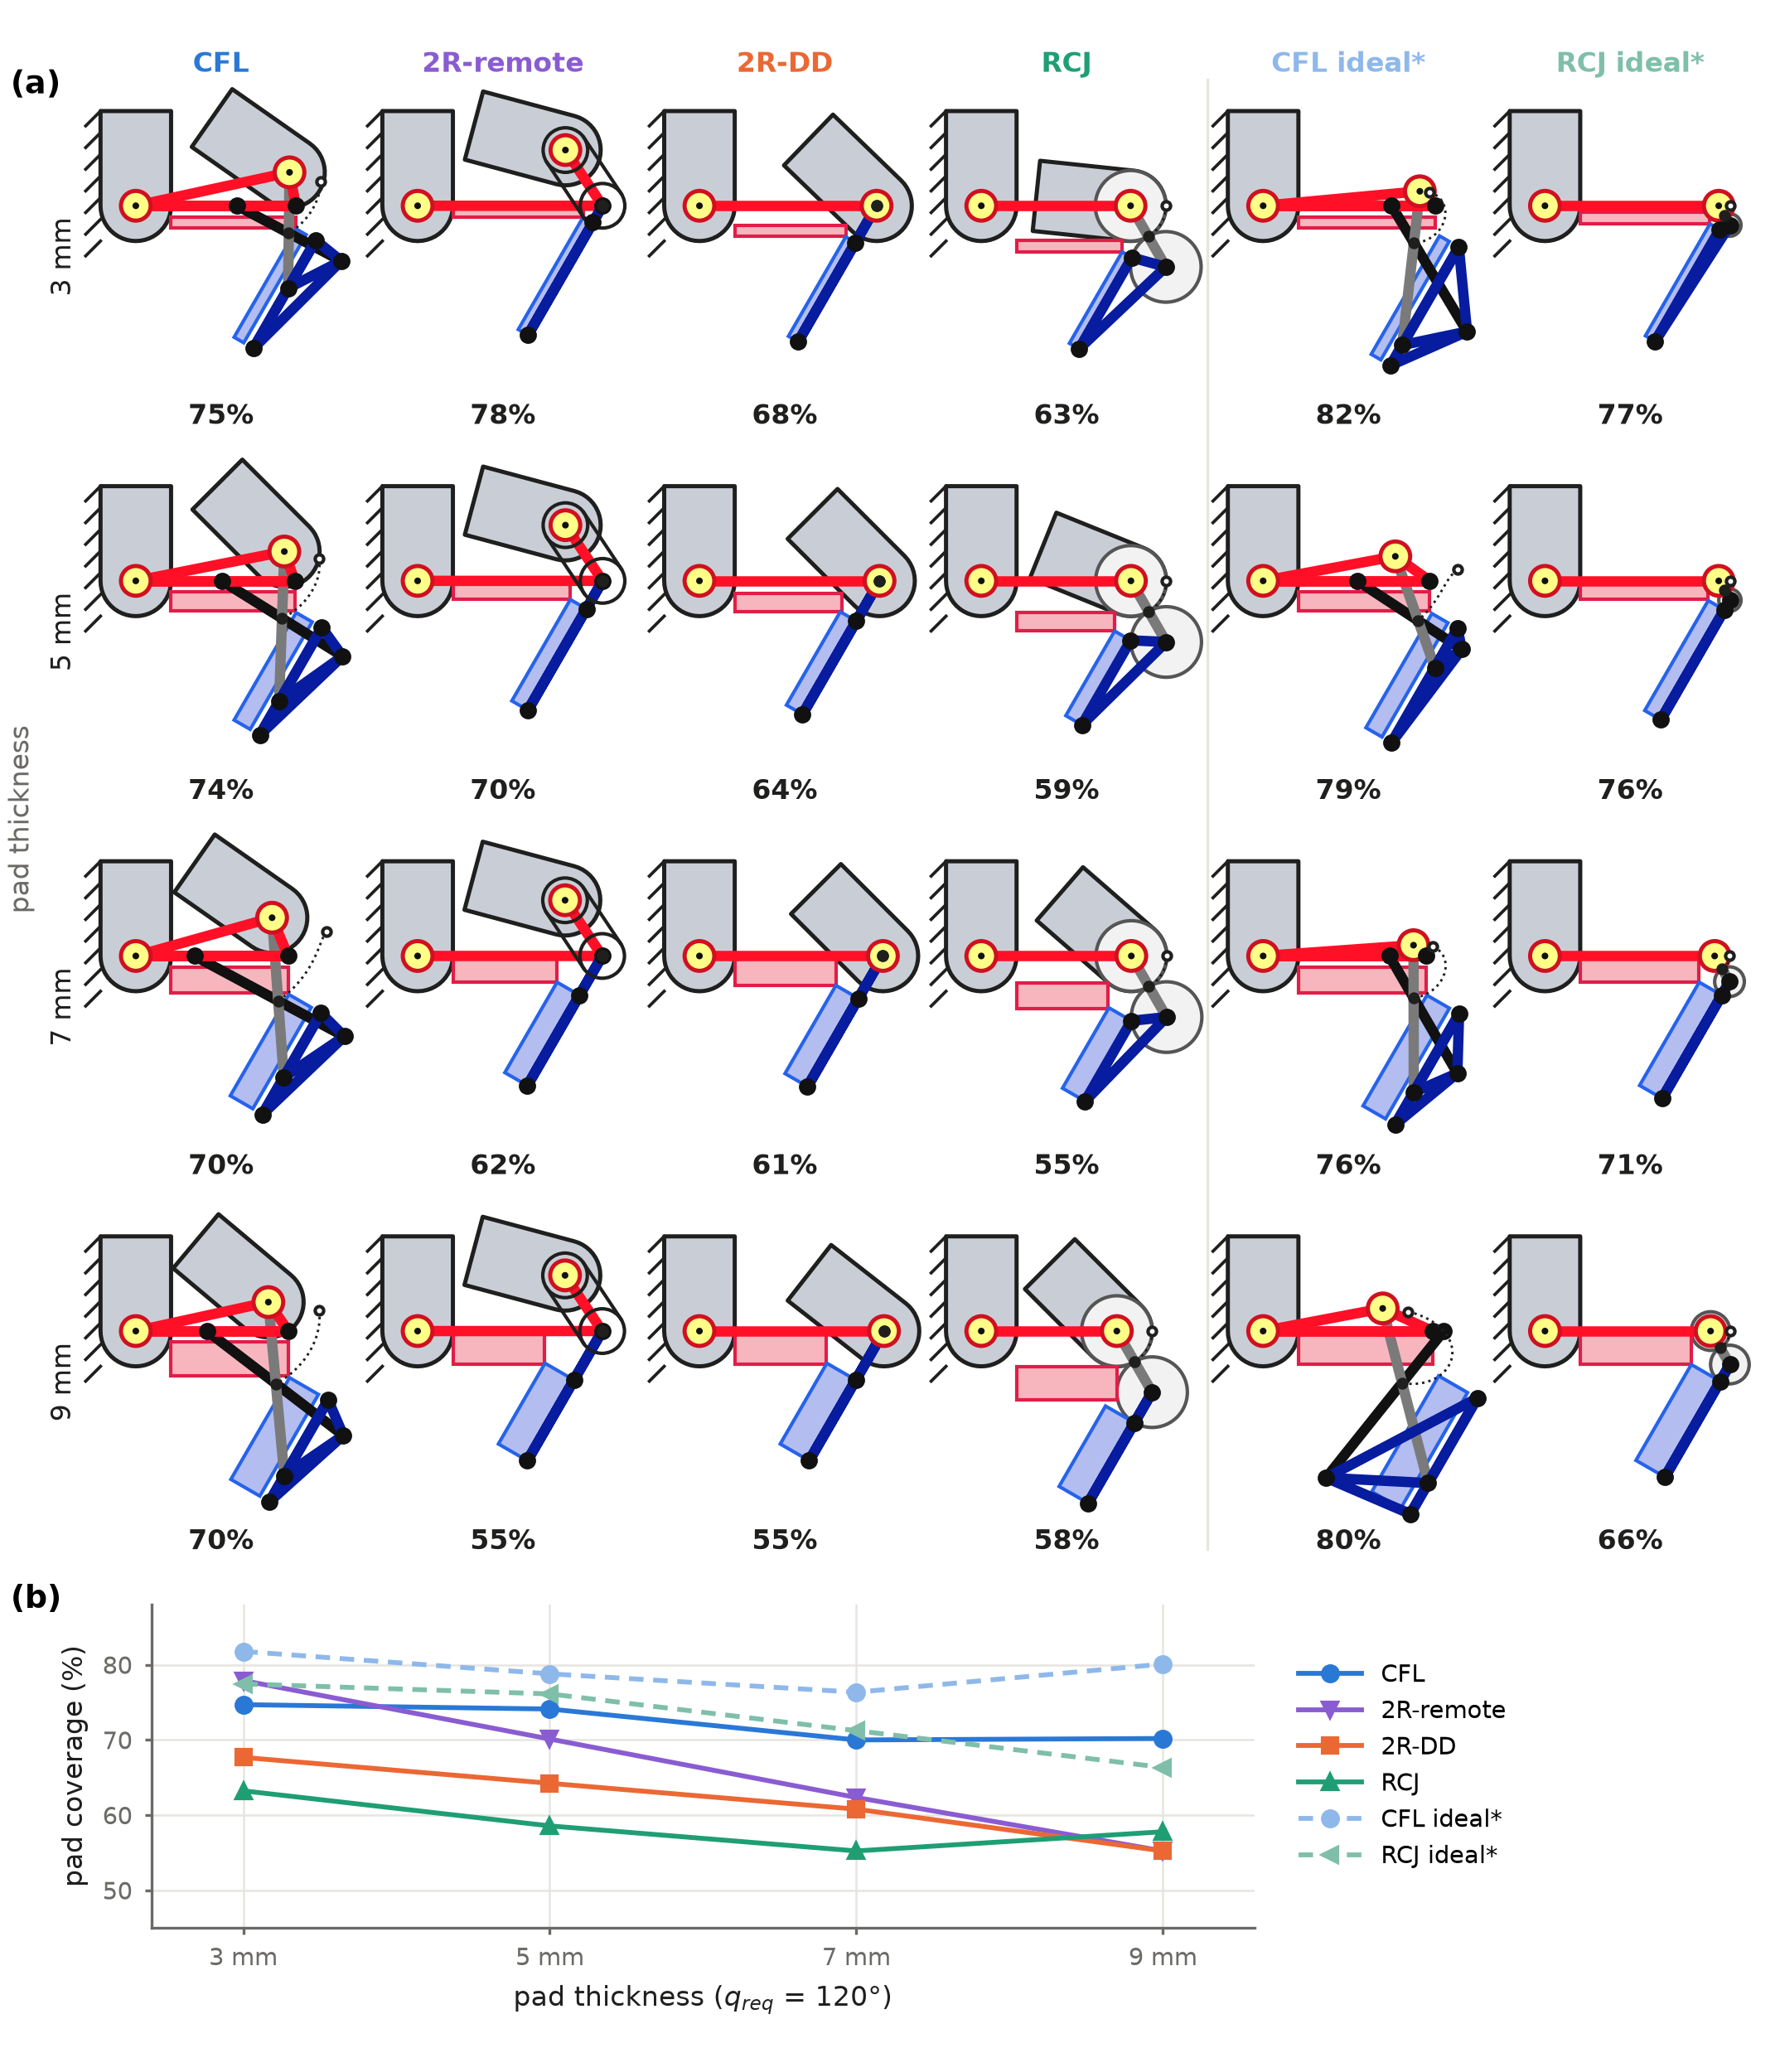 CFL 2R-remote 2R-DD RCJ CFL ideal* RCJ ideal*
(a)
3 mm
75% 78% 68% 63% 82% 77%
5 mm
74% 70% 64% 59% 79% 76%
pad thickness
7 mm
70% 62% 61% 55% 76% 71%
9 mm
70% 55% 55% 58% 80% 66%
(b)
pad coverage (%)
80
70
60
50
3 mm 5 mm 7 mm 9 mm
pad thickness (q_req = 120°)
CFL
2R-remote
2R-DD
RCJ
CFL ideal*
RCJ ideal*